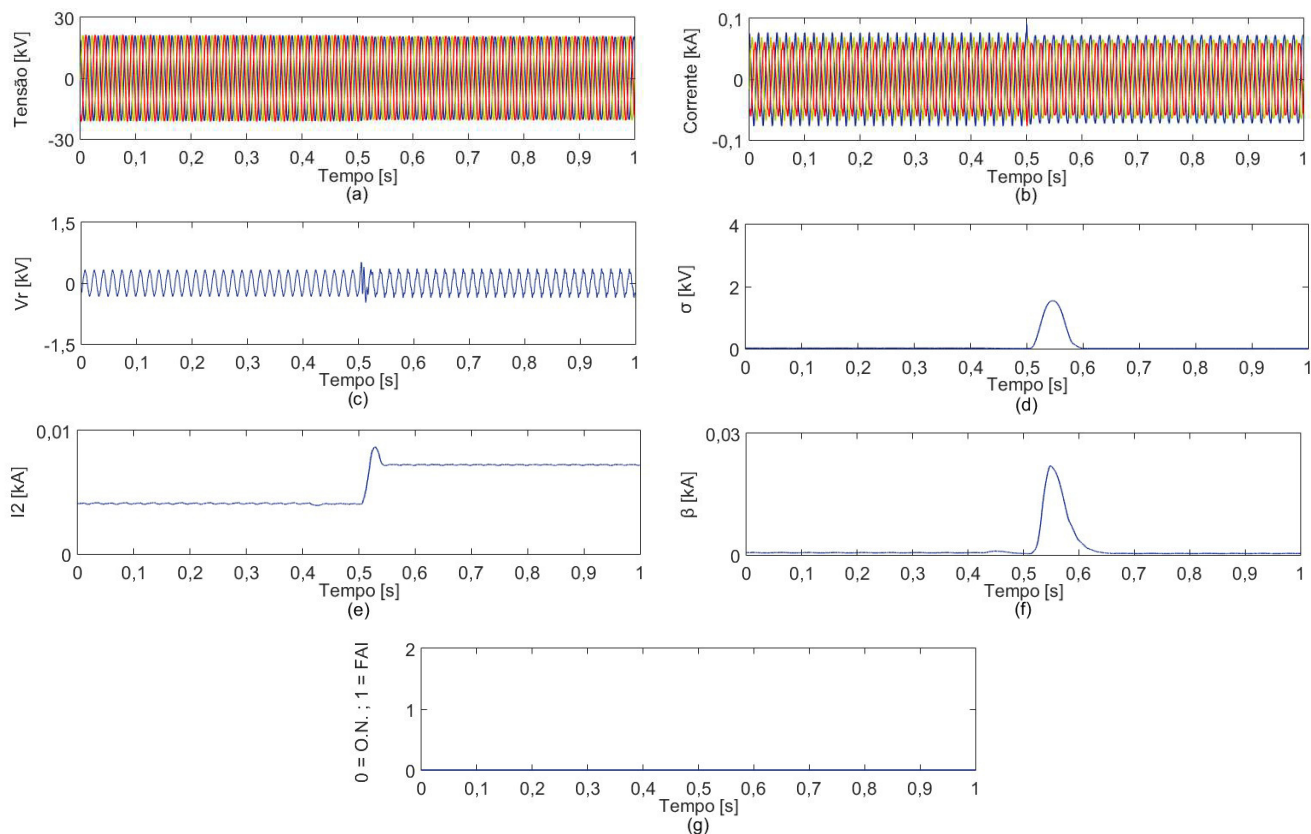 30
0
-30
Tensão [kV]
0 0,1 0,2 0,3 0,4 0,5 0,6 0,7 0,8 0,9 1
Tempo [s]
(a)
0,1
0
-0,1
Corrente [kA]
0 0,1 0,2 0,3 0,4 0,5 0,6 0,7 0,8 0,9 1
Tempo [s]
(b)
1,5
0
-1,5
Vr [kV]
0 0,1 0,2 0,3 0,4 0,5 0,6 0,7 0,8 0,9 1
Tempo [s]
(c)
4
2
0
σ [kV]
0 0,1 0,2 0,3 0,4 0,5 0,6 0,7 0,8 0,9 1
Tempo [s]
(d)
0,01
0
I2 [kA]
0 0,1 0,2 0,3 0,4 0,5 0,6 0,7 0,8 0,9 1
Tempo [s]
(e)
0,03
0
β [kA]
0 0,1 0,2 0,3 0,4 0,5 0,6 0,7 0,8 0,9 1
Tempo [s]
(f)
2
1
0
0 = O.N. ; 1 = FAI
0 0,1 0,2 0,3 0,4 0,5 0,6 0,7 0,8 0,9 1
Tempo [s]
(g)